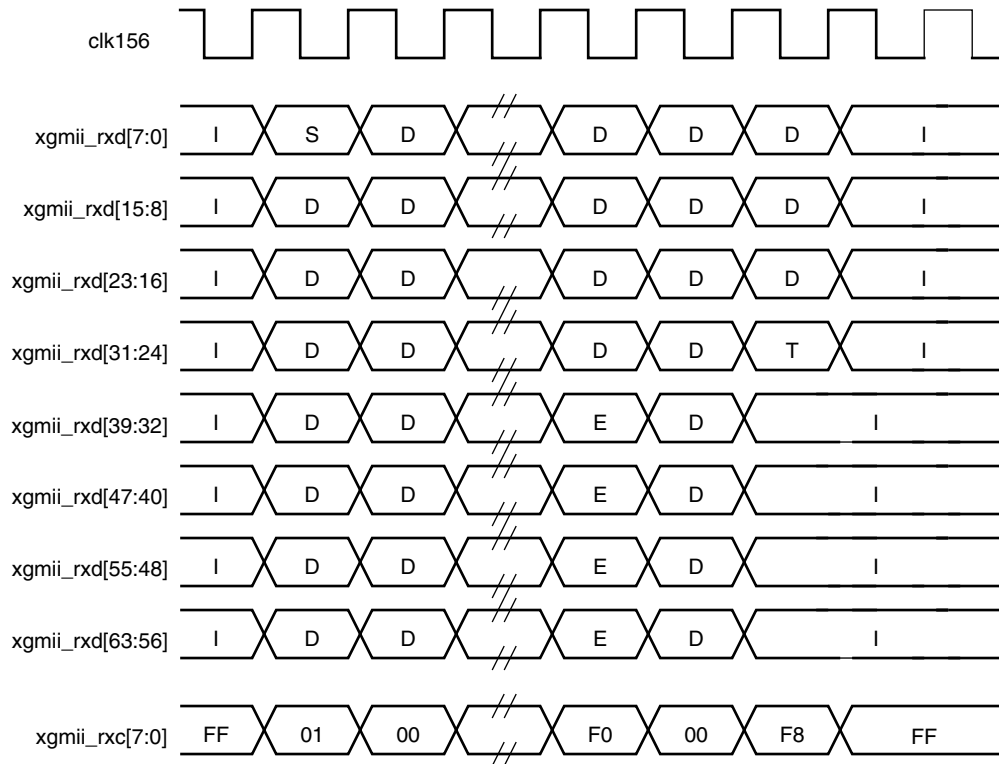 clk156
xgmii_rxd[7:0] I S D D D D I
xgmii_rxd[15:8] I D D D D D I
xgmii_rxd[23:16] I D D D D D I
xgmii_rxd[31:24] I D D D D T I
xgmii_rxd[39:32] I D D E D I
xgmii_rxd[47:40] I D D E D I
xgmii_rxd[55:48] I D D E D I
xgmii_rxd[63:56] I D D E D I
xgmii_rxc[7:0] FF 01 00 F0 00 F8 FF